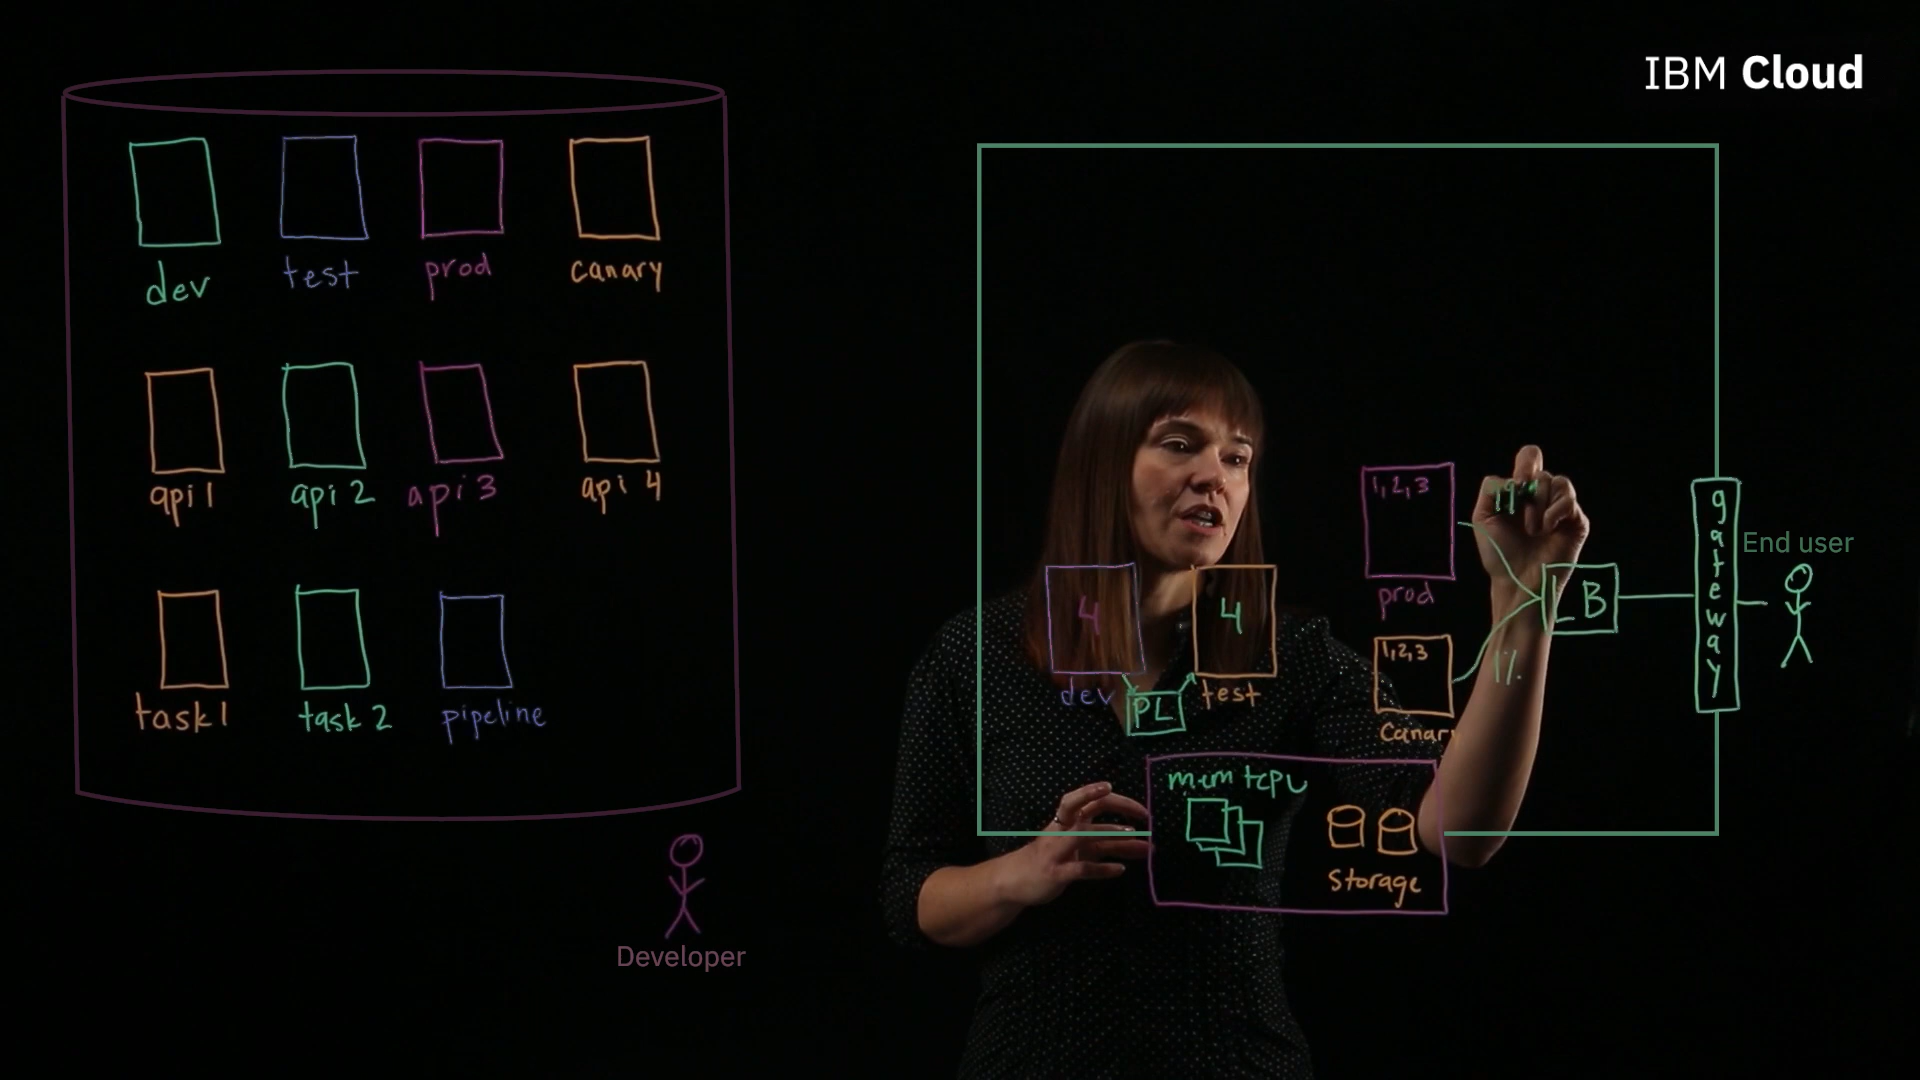 IBM Cloud
dev
test
prod
canary
api 1
api 2
api 3
api 4
task 1
task 2
pipeline
Developer
1,2,3
prod
1%
1,2,3
LB
gateway
End user
4
dev
PL
4
test
mem + cpu
Storage